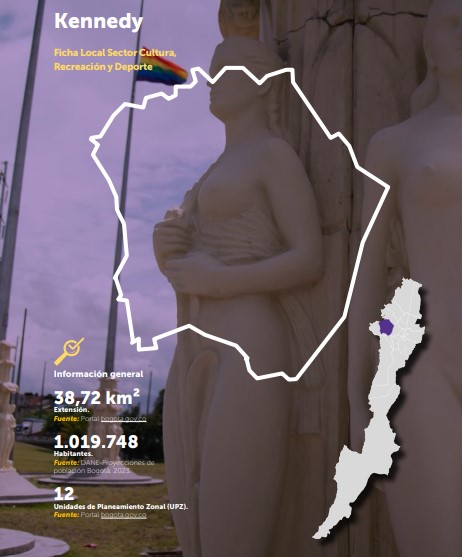 Kennedy
Ficha Local Sector Cultura,
Recreación y Deporte
Información general
38,72 km²
Extensión.
Fuente: Portal bogota.gov.co
1.019.748
Habitantes.
Fuente: DANE-Proyecciones de
población Bogotá, 2023.
12
Unidades de Planeamiento Zonal (UPZ).
Fuente: Portal bogota.gov.co